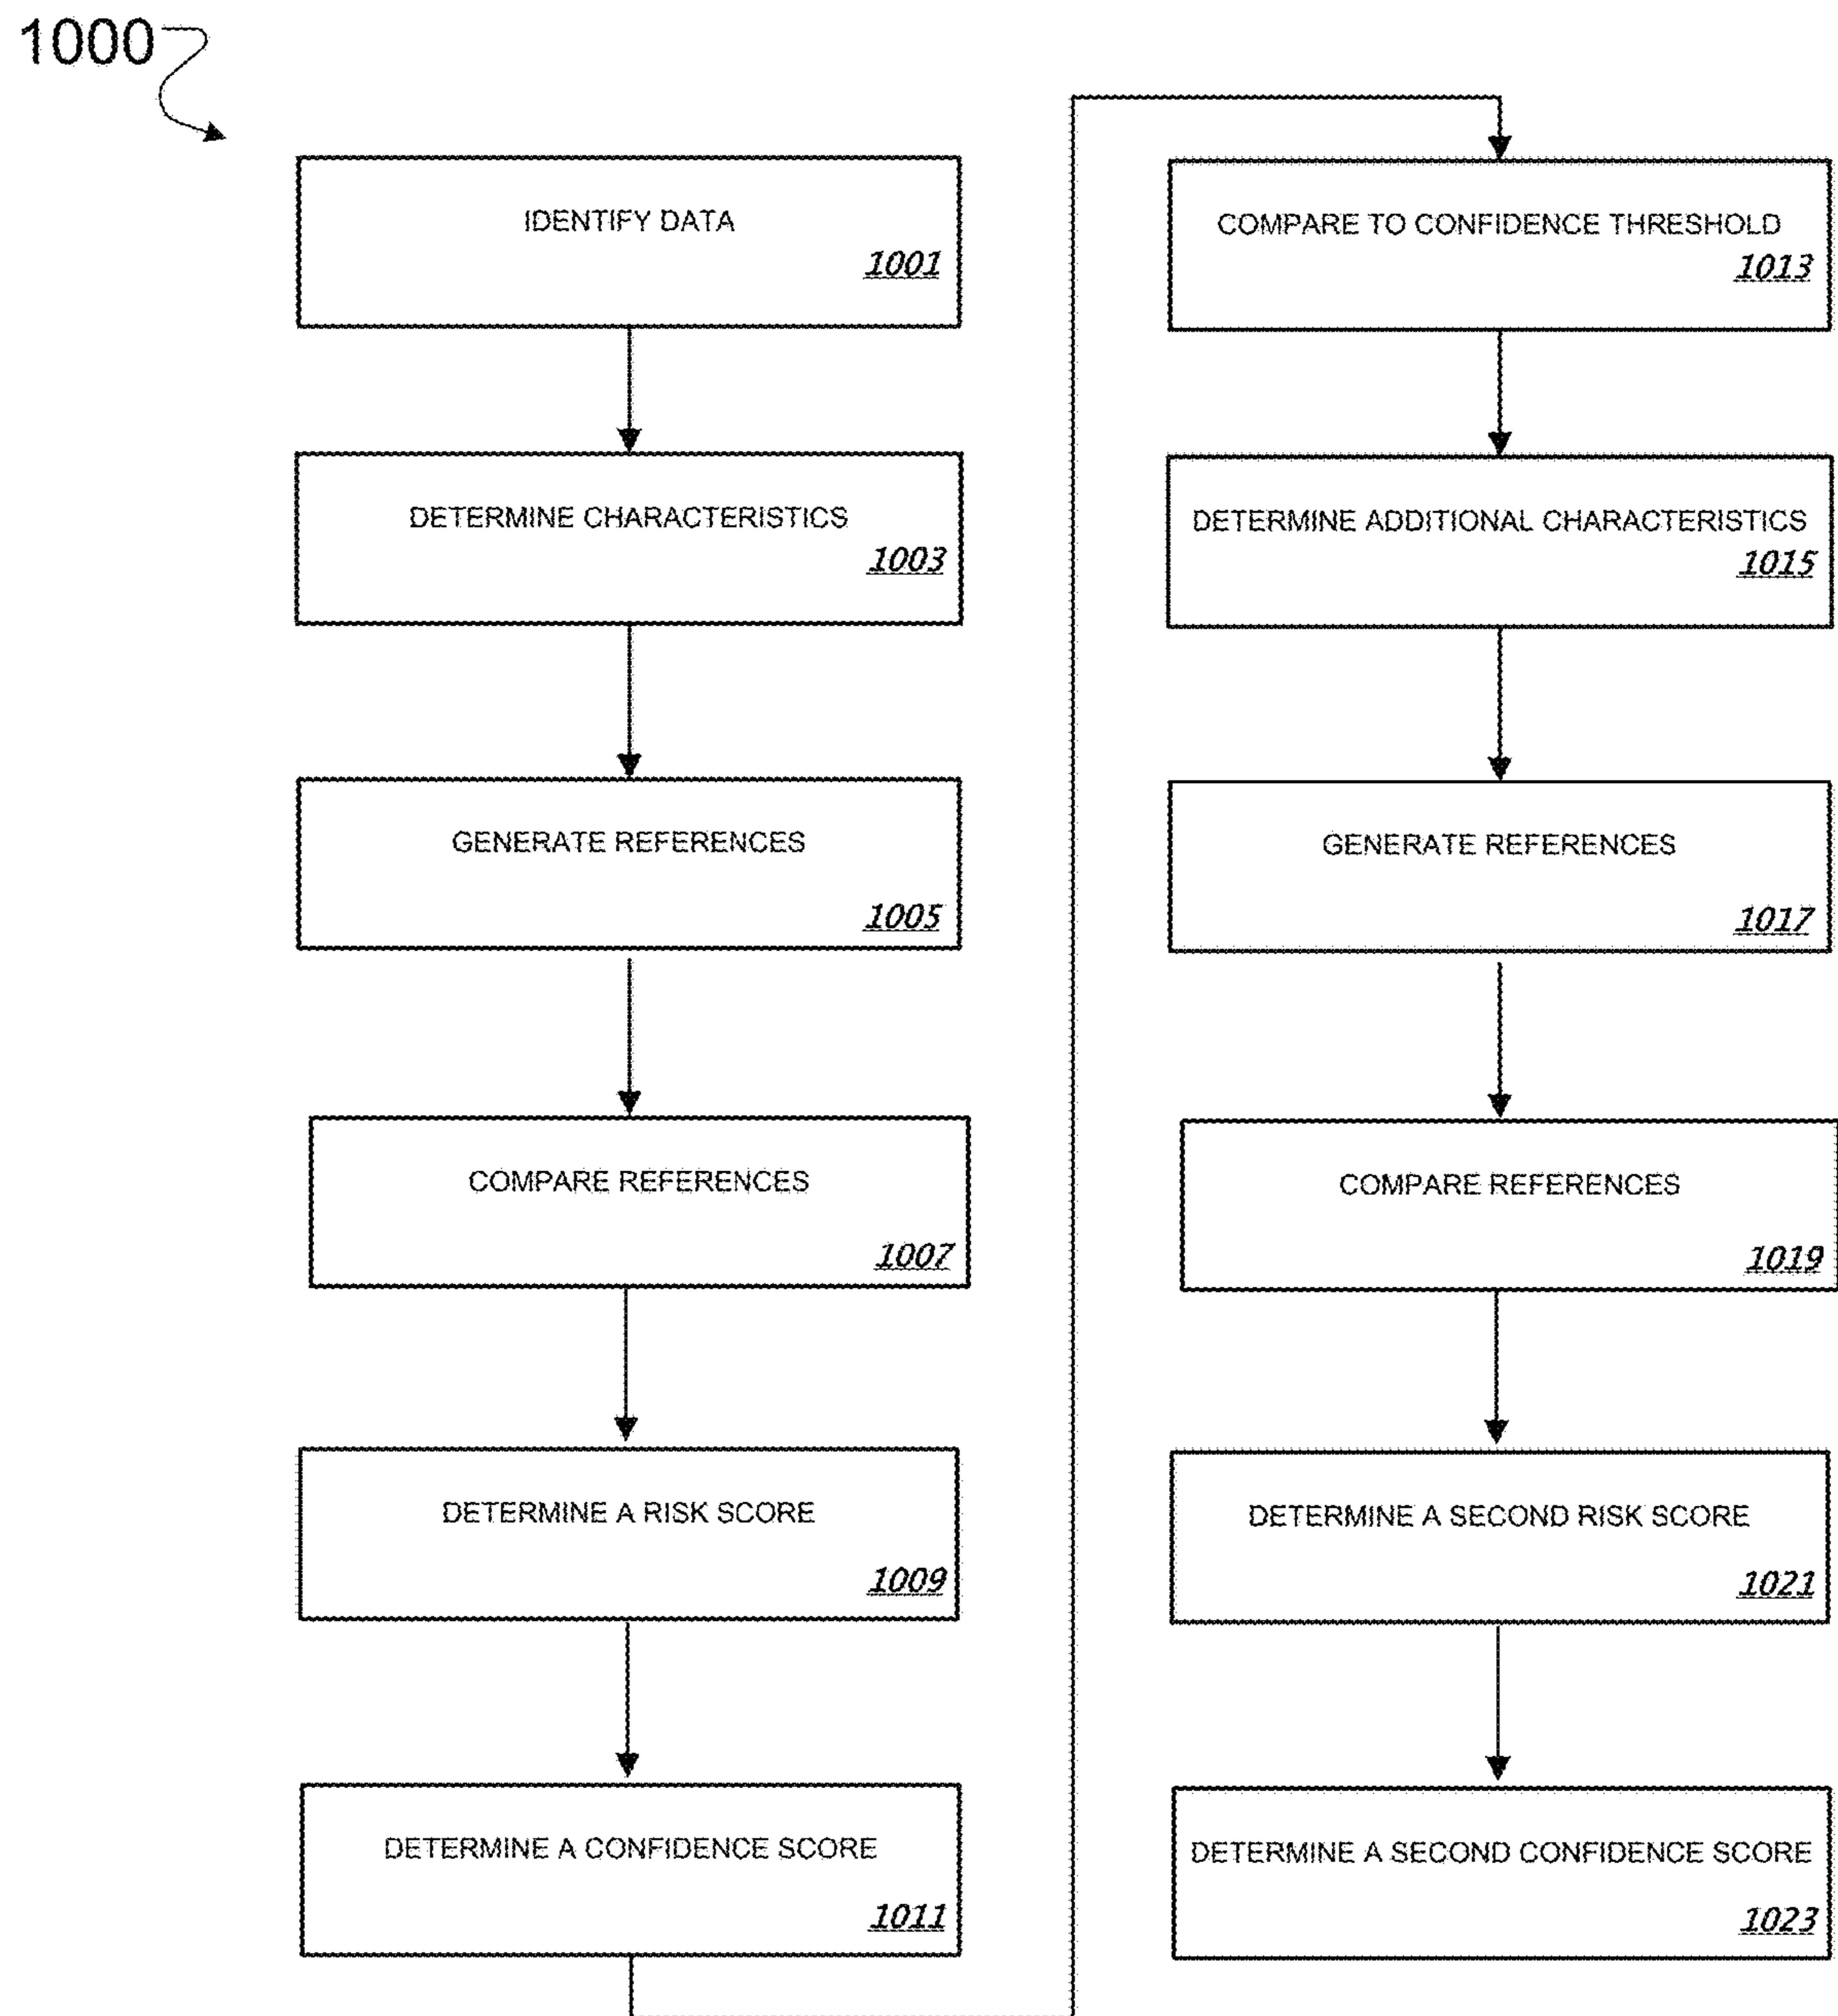 1000
IDENTIFY DATA
1001
DETERMINE CHARACTERISTICS
1003
GENERATE REFERENCES
1005
COMPARE REFERENCES
1007
DETERMINE A RISK SCORE
1009
DETERMINE A CONFIDENCE SCORE
1011
COMPARE TO CONFIDENCE THRESHOLD
1013
DETERMINE ADDITIONAL CHARACTERISTICS
1015
GENERATE REFERENCES
1017
COMPARE REFERENCES
1019
DETERMINE A SECOND RISK SCORE
1021
DETERMINE A SECOND CONFIDENCE SCORE
1023